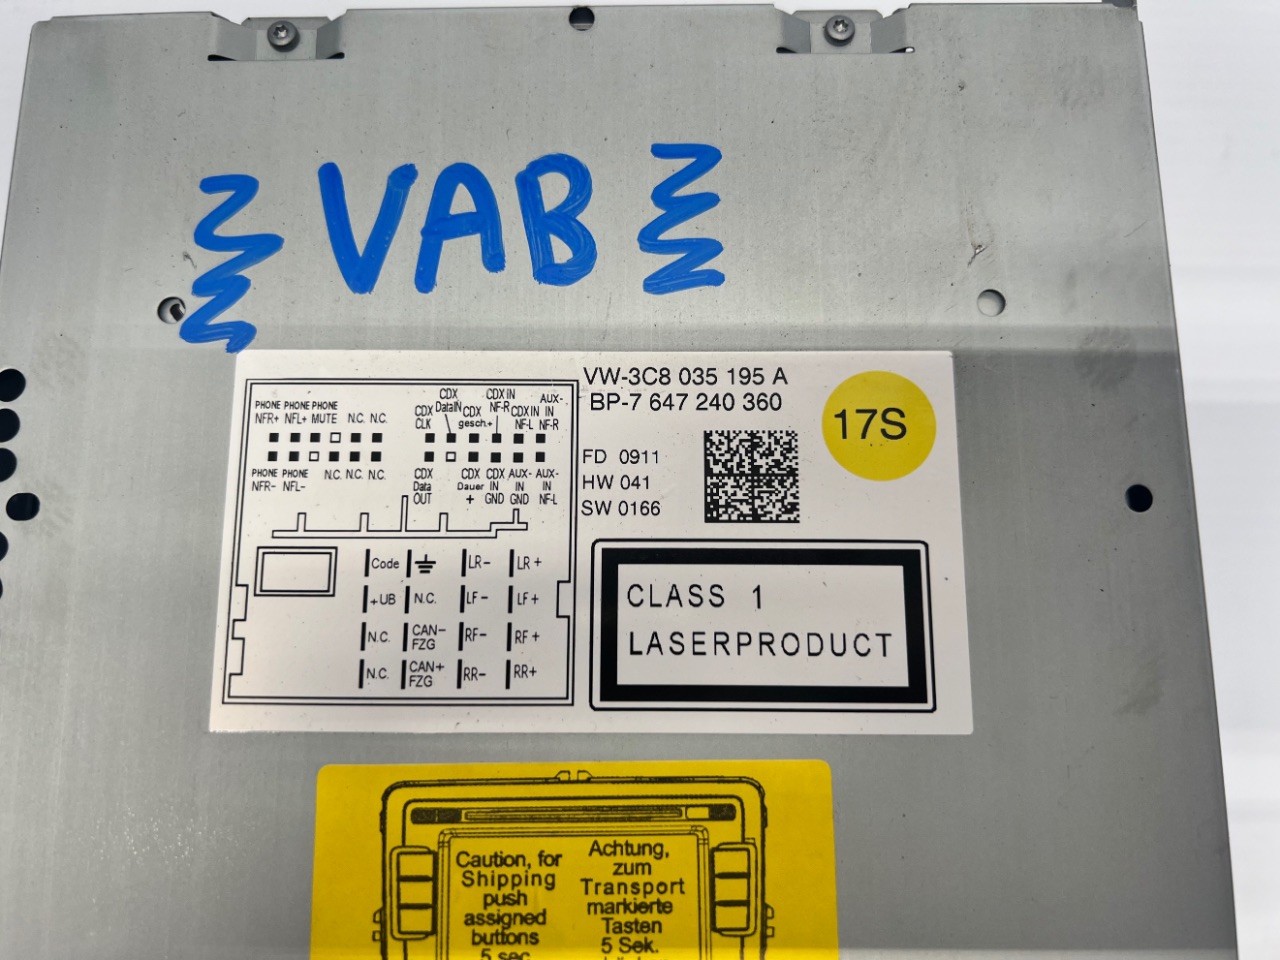 VAB
VW-3C8 035 195 A
BP-7 647 240 360
17S
FD 0911
HW 041
SW 0166
CLASS 1
LASERPRODUCT
PHONE NFR+
PHONE NFL+
PHONE MUTE
N.C.
N.C.
CDX CLK
CDX DataIN
CDX gesch.+
CDX IN NF-R
CDX IN NF-L
AUX-IN NF-R
PHONE NFR-
PHONE NFL-
N.C.
N.C.
N.C.
CDX Data OUT
CDX Dauer +
CDX IN GND
AUX-IN GND
AUX-IN NF-L
Code LR- LR+
+UB N.C. LF- LF+
N.C. CAN- FZG RF- RF+
N.C. CAN+ FZG RR- RR+
Caution, for
Shipping
push
assigned
buttons
5 sec
Achtung,
zum
Transport
markierte
Tasten
5 Sek.